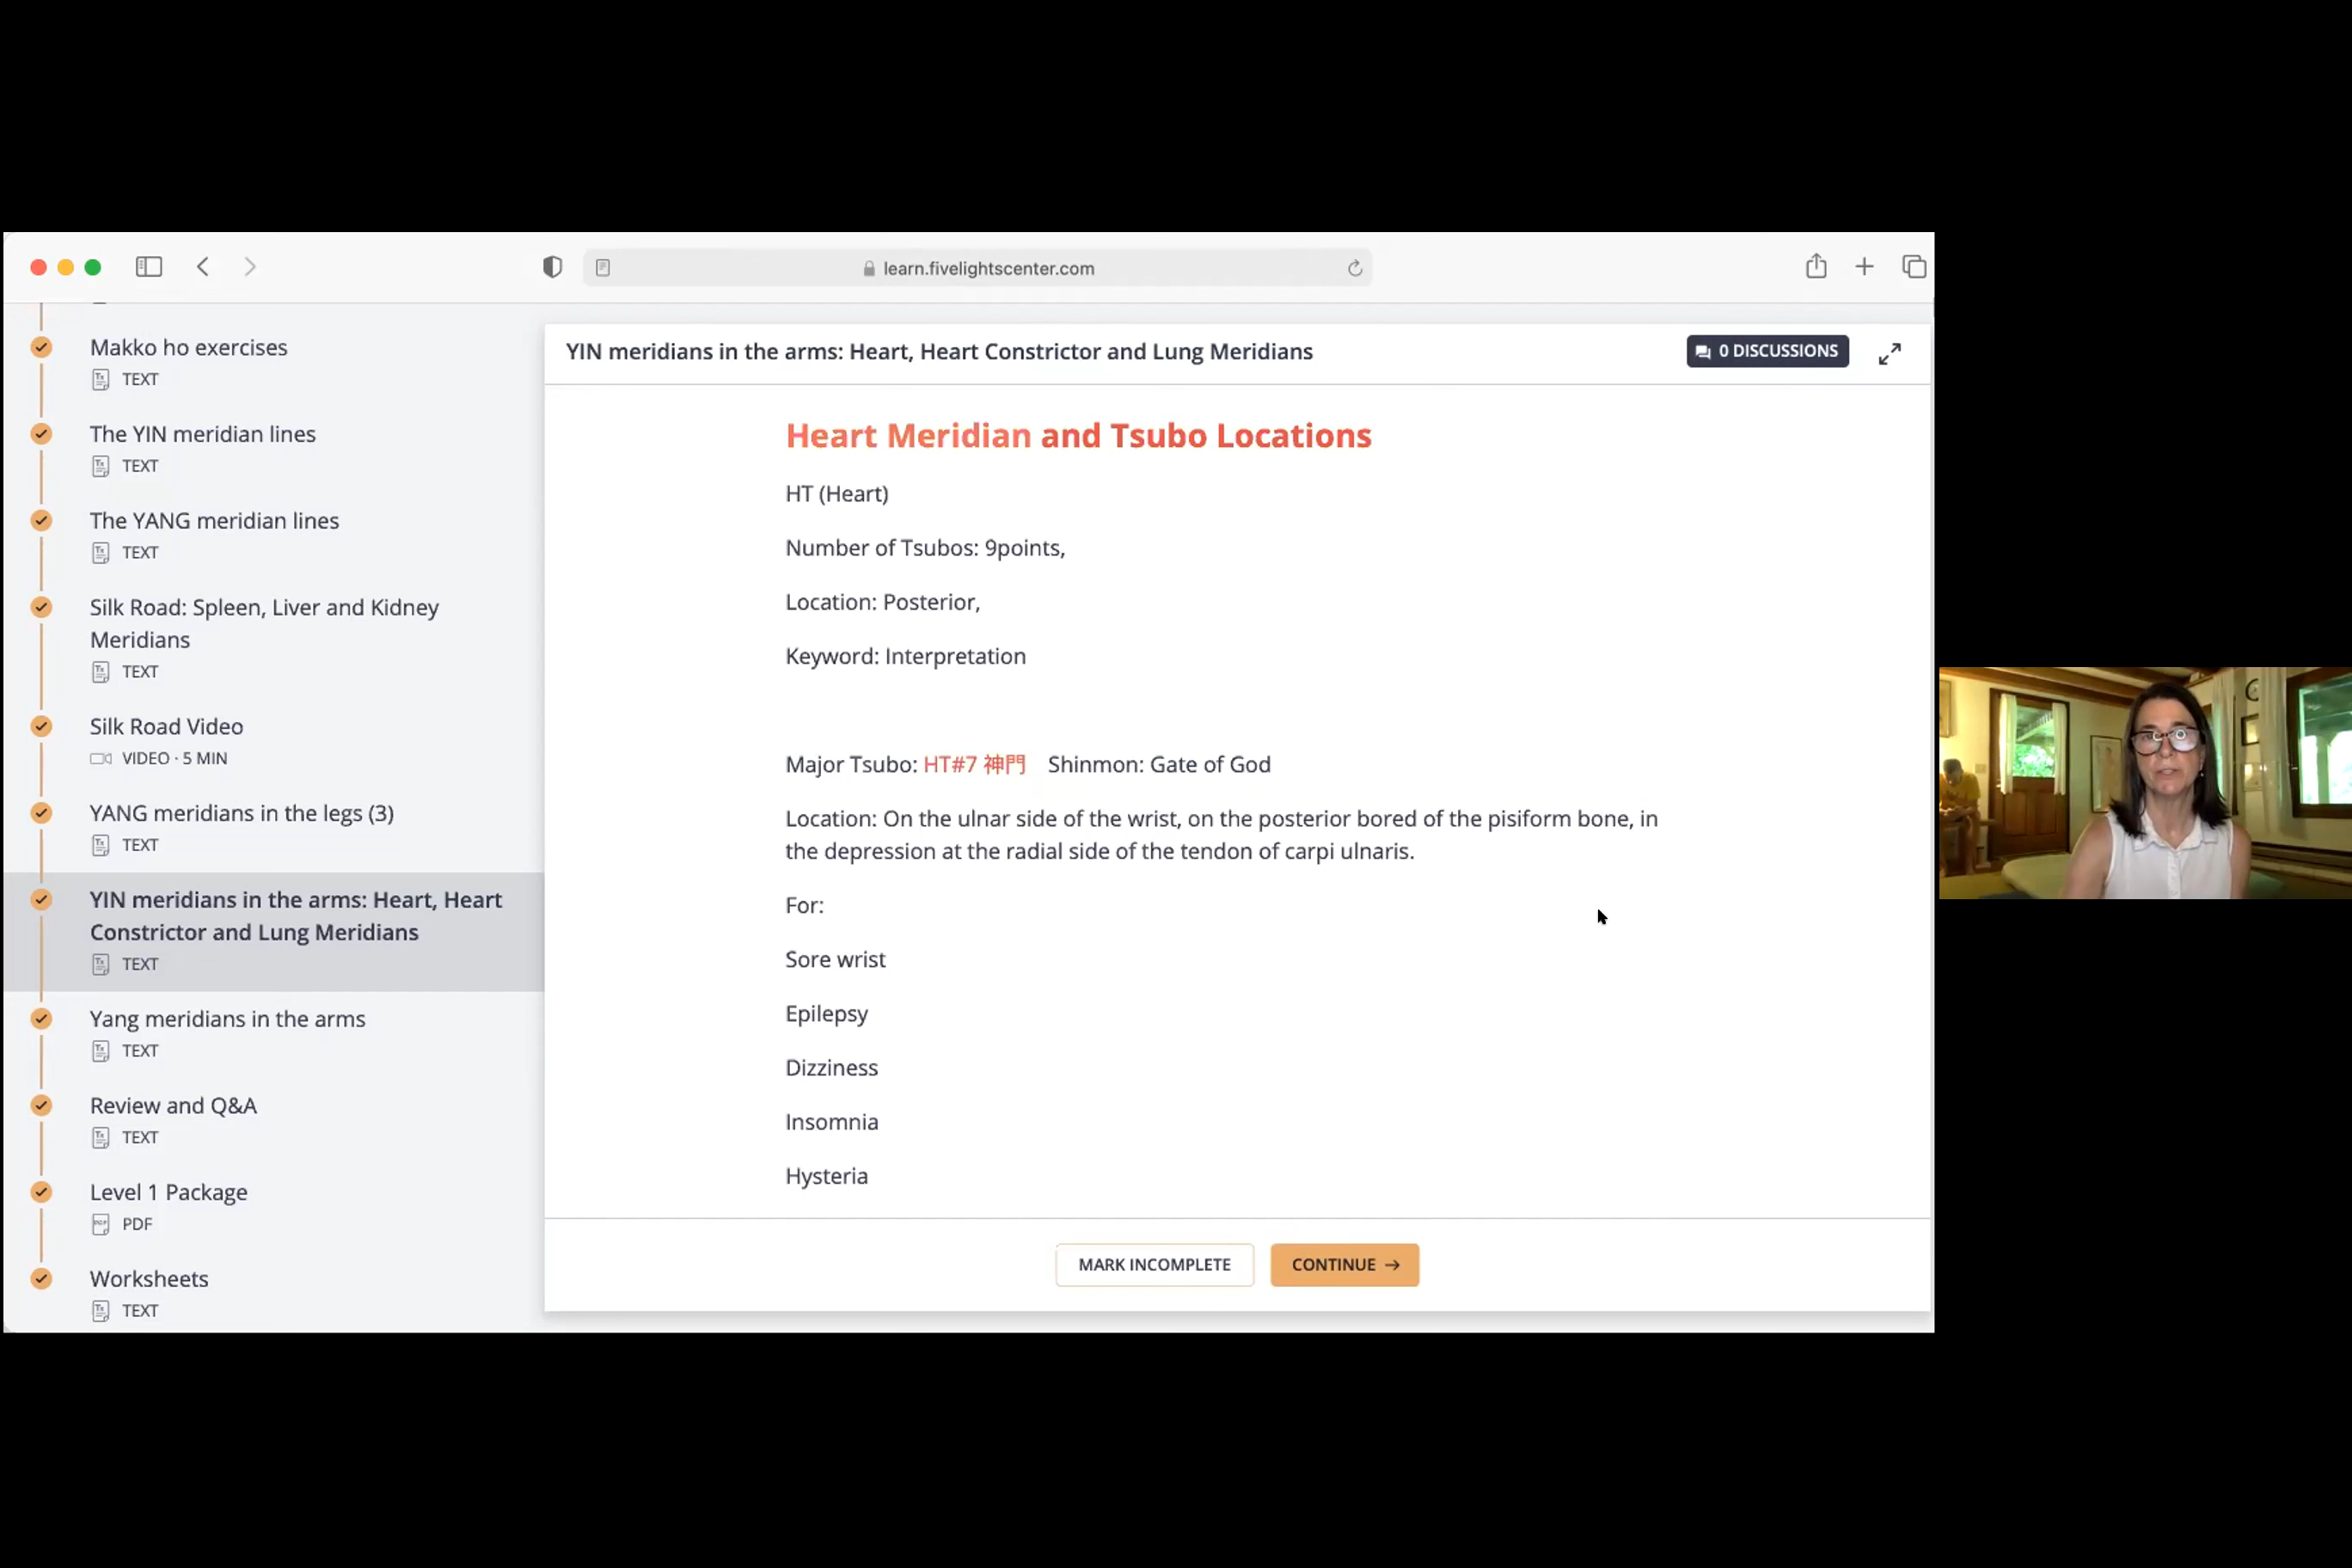 learn.fivelightscenter.com
Makko ho exercises
TEXT
The YIN meridian lines
TEXT
The YANG meridian lines
TEXT
Silk Road: Spleen, Liver and Kidney
Meridians
TEXT
Silk Road Video
VIDEO · 5 MIN
YANG meridians in the legs (3)
TEXT
YIN meridians in the arms: Heart, Heart
Constrictor and Lung Meridians
TEXT
Yang meridians in the arms
TEXT
Review and Q&A
TEXT
Level 1 Package
PDF
Worksheets
TEXT
YIN meridians in the arms: Heart, Heart Constrictor and Lung Meridians
0 DISCUSSIONS
Heart Meridian and Tsubo Locations
HT (Heart)
Number of Tsubos: 9points,
Location: Posterior,
Keyword: Interpretation
Major Tsubo: HT#7 神門 Shinmon: Gate of God
Location: On the ulnar side of the wrist, on the posterior bored of the pisiform bone, in
the depression at the radial side of the tendon of carpi ulnaris.
For:
Sore wrist
Epilepsy
Dizziness
Insomnia
Hysteria
MARK INCOMPLETE
CONTINUE →